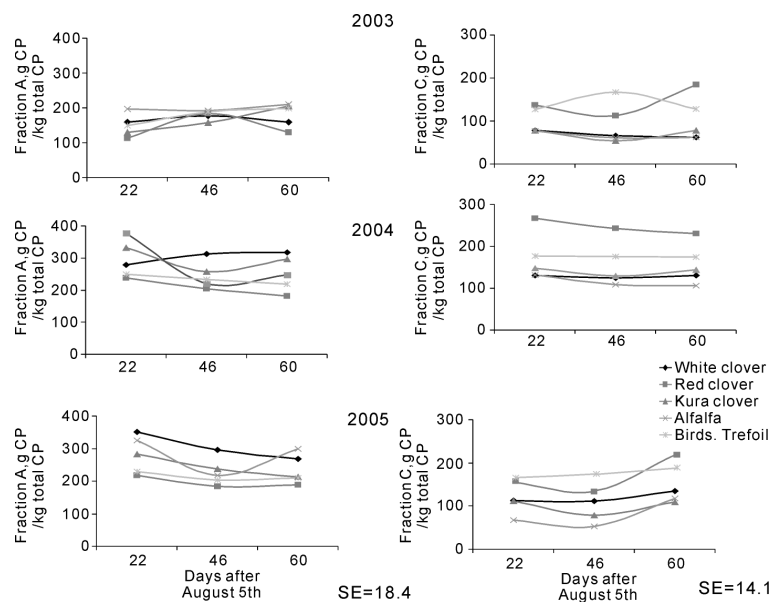 2003
Fraction A,g CP
/kg total CP
400
300
200
100
0
22 46 60
Fraction C,g CP
/kg total CP
300
200
150
100
50
0
22 46 60
2004
Fraction A,g CP
/kg total CP
400
300
200
100
0
22 46 60
Fraction C,g CP
/kg total CP
300
200
150
100
0
22 46 60
White clover
Red clover
Kura clover
Alfalfa
Birds. Trefoil
2005
Fraction A,g CP
/kg total CP
400
300
200
100
0
22 46 60
Days after
August 5th
SE=18.4
Fraction C,g CP
/kg total CP
300
200
100
0
22 46 60
Days after
August 5th
SE=14.1